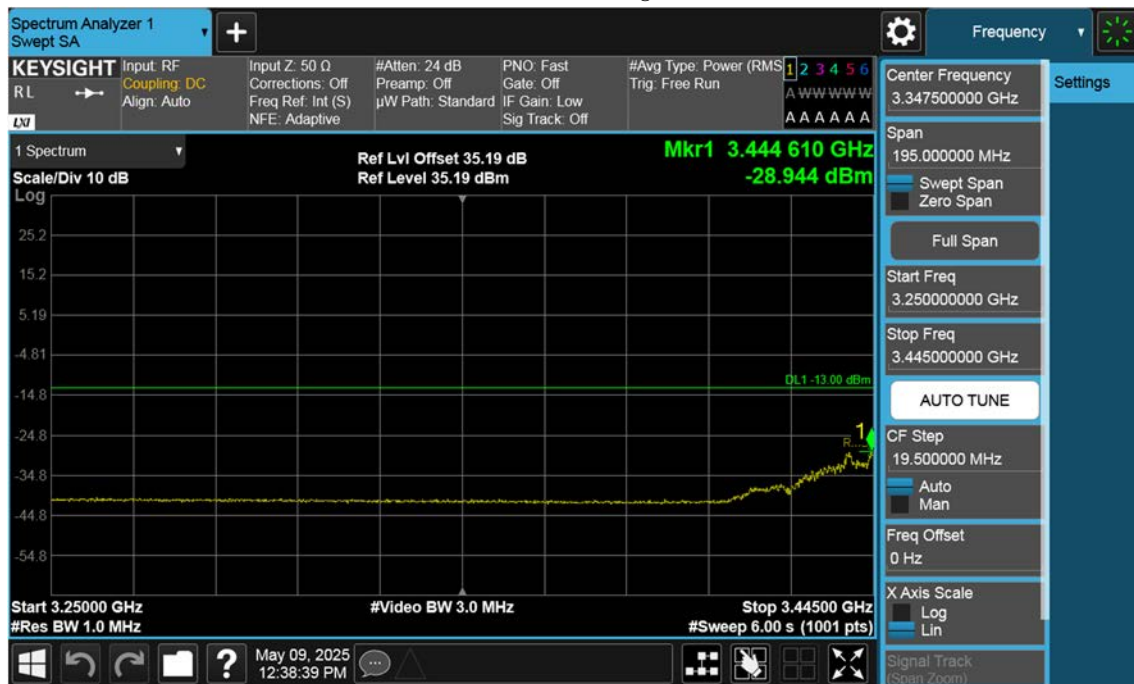 Spectrum Analyzer 1
Swept SA
Frequency
KEYSIGHT
RL
LXI
Input: RF
Coupling: DC
Align: Auto
Input Z: 50 Ω
Corrections: Off
Freq Ref: Int (S)
NFE: Adaptive
#Atten: 24 dB
Preamp: Off
µW Path: Standard
PNO: Fast
Gate: Off
IF Gain: Low
Sig Track: Off
#Avg Type: Power (RMS
Trig: Free Run
1 2 3 4 5 6
A W W W W W
A A A A A A
1 Spectrum
Scale/Div 10 dB
Ref Lvl Offset 35.19 dB
Ref Level 35.19 dBm
Mkr1 3.444 610 GHz
-28.944 dBm
Log
25.2
15.2
5.19
-4.81
-14.8
-24.8
-34.8
-44.8
-54.8
DL1 -13.00 dBm
1
R...
Start 3.25000 GHz
#Video BW 3.0 MHz
Stop 3.44500 GHz
#Res BW 1.0 MHz
#Sweep 6.00 s (1001 pts)
?
May 09, 2025
12:38:39 PM
Center Frequency
3.347500000 GHz
Settings
Span
195.000000 MHz
Swept Span
Zero Span
Full Span
Start Freq
3.250000000 GHz
Stop Freq
3.445000000 GHz
AUTO TUNE
CF Step
19.500000 MHz
Auto
Man
Freq Offset
0 Hz
X Axis Scale
Log
Lin
Signal Track
(Span Zoom)